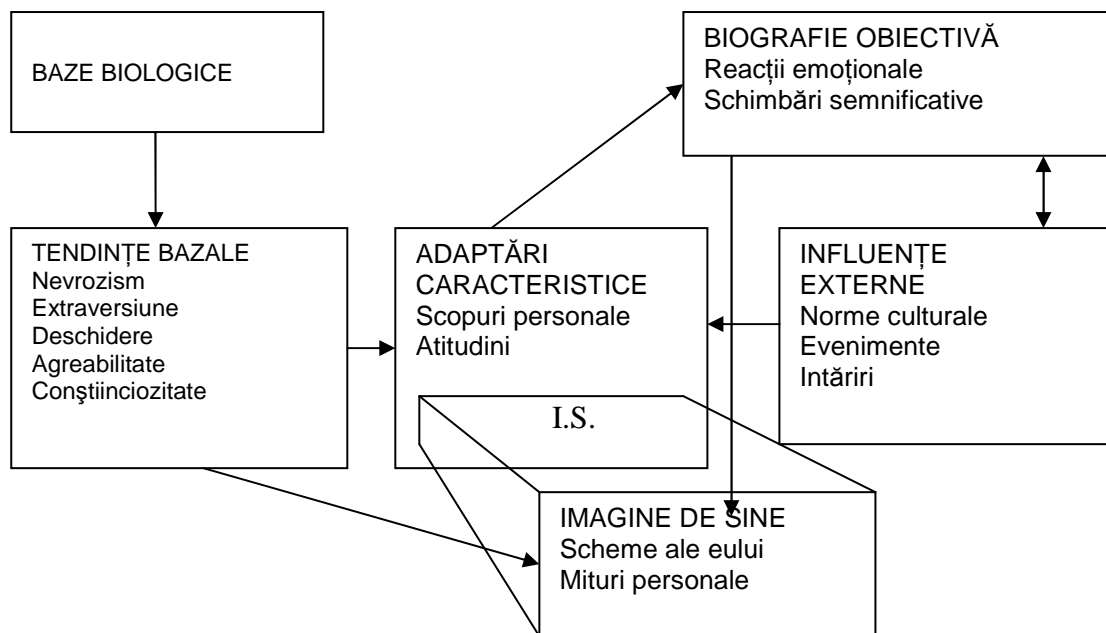 BAZE BIOLOGICE
BIOGRAFIE OBIECTIVĂ
Reacții emoționale
Schimbări semnificative
TENDINȚE BAZALE
Nevrozism
Extraversiune
Deschidere
Agreabilitate
Conştiinciozitate
ADAPTĂRI
CARACTERISTICE
Scopuri personale
Atitudini
INFLUENȚE
EXTERNE
Norme culturale
Evenimente
Intăriri
I.S.
IMAGINE DE SINE
Scheme ale eului
Mituri personale